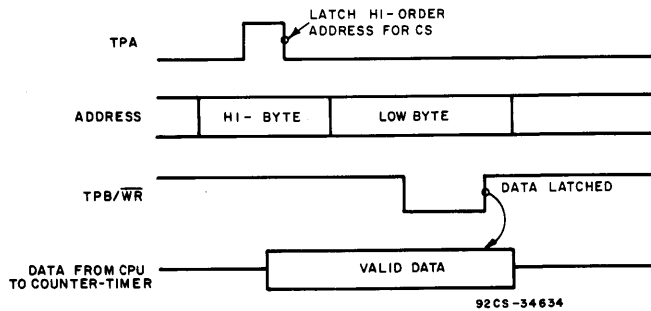 LATCH HI-ORDER
ADDRESS FOR CS
TPA
ADDRESS
HI- BYTE
LOW BYTE
TPB/WR
DATA LATCHED
DATA FROM CPU
TO COUNTER-TIMER
VALID DATA
92CS-34634